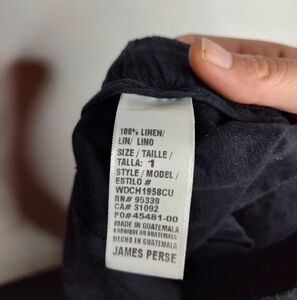 100% LINEN/
LIN/ LINO
SIZE / TAILLE /
TALLA: 1
STYLE / MODEL /
ESTILO #
WDCH1958CU
RN# 95339
CA# 31092
PO#45481-00
MADE IN GUATEMALA
FABRIQUE EN GUATEMALA
HECHO EN GUATEMALA
JAMES PERSE